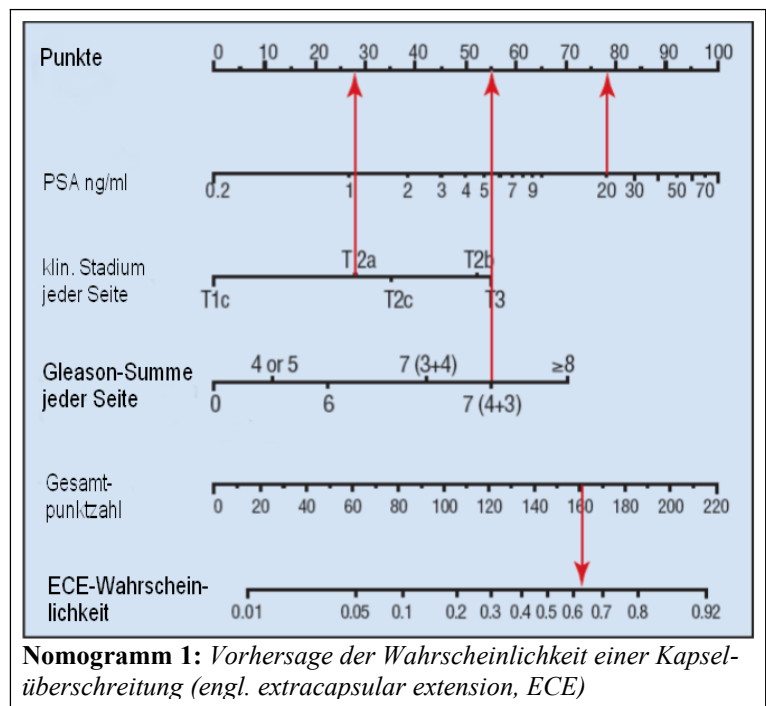 Punkte
0 10 20 30 40 50 60 70 80 90 100
PSA ng/ml
0.2 1 2 3 4 5 7 9 20 30 50 70
klin. Stadium
jeder Seite
T2a T2b
T1c T2c T3
Gleason-Summe
jeder Seite
4 or 5 7 (3+4) ≥8
0 6 7 (4+3)
Gesamt-
punktzahl
0 20 40 60 80 100 120 140 160 180 200 220
ECE-Wahrschein-
lichkeit
0.01 0.05 0.1 0.2 0.3 0.4 0.5 0.6 0.7 0.8 0.92
Nomogramm 1: Vorhersage der Wahrscheinlichkeit einer Kapsel-
überschreitung (engl. extracapsular extension, ECE)